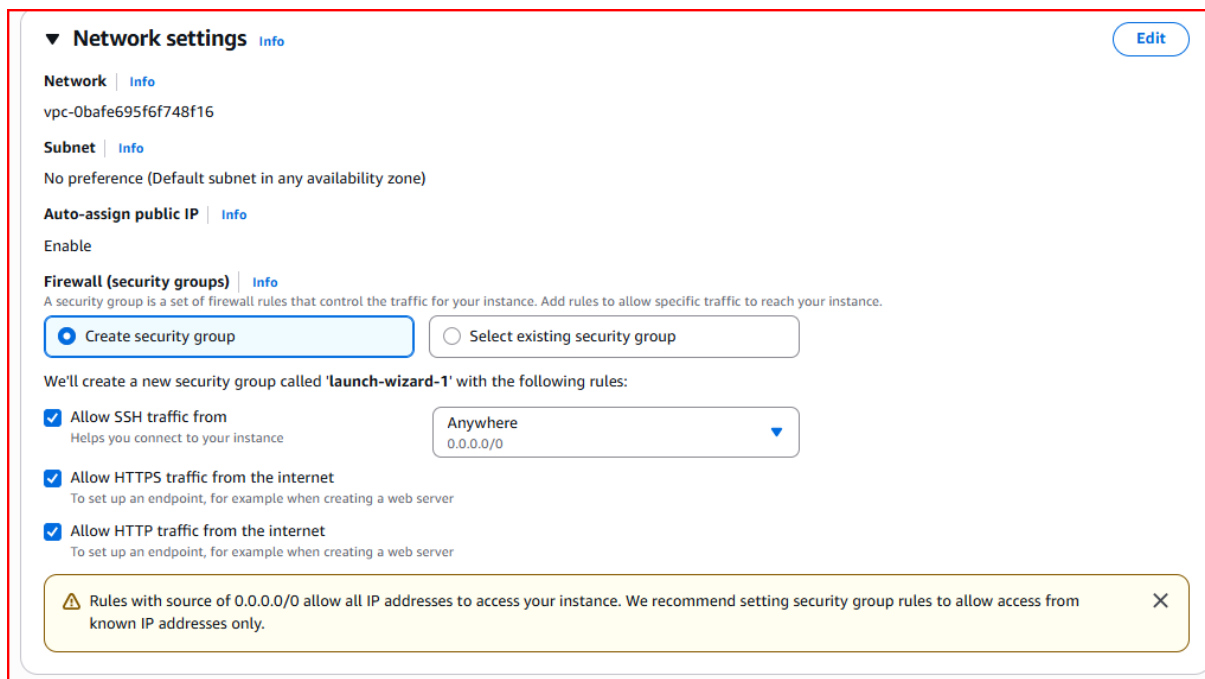 Network settings Info
Edit
Network Info
vpc-0bafe695f6f748f16
Subnet Info
No preference (Default subnet in any availability zone)
Auto-assign public IP Info
Enable
Firewall (security groups) Info
A security group is a set of firewall rules that control the traffic for your instance. Add rules to allow specific traffic to reach your instance.
Create security group
Select existing security group
We'll create a new security group called 'launch-wizard-1' with the following rules:
Allow SSH traffic from
Helps you connect to your instance
Anywhere
0.0.0.0/0
Allow HTTPS traffic from the internet
To set up an endpoint, for example when creating a web server
Allow HTTP traffic from the internet
To set up an endpoint, for example when creating a web server
Rules with source of 0.0.0.0/0 allow all IP addresses to access your instance. We recommend setting security group rules to allow access from
known IP addresses only.